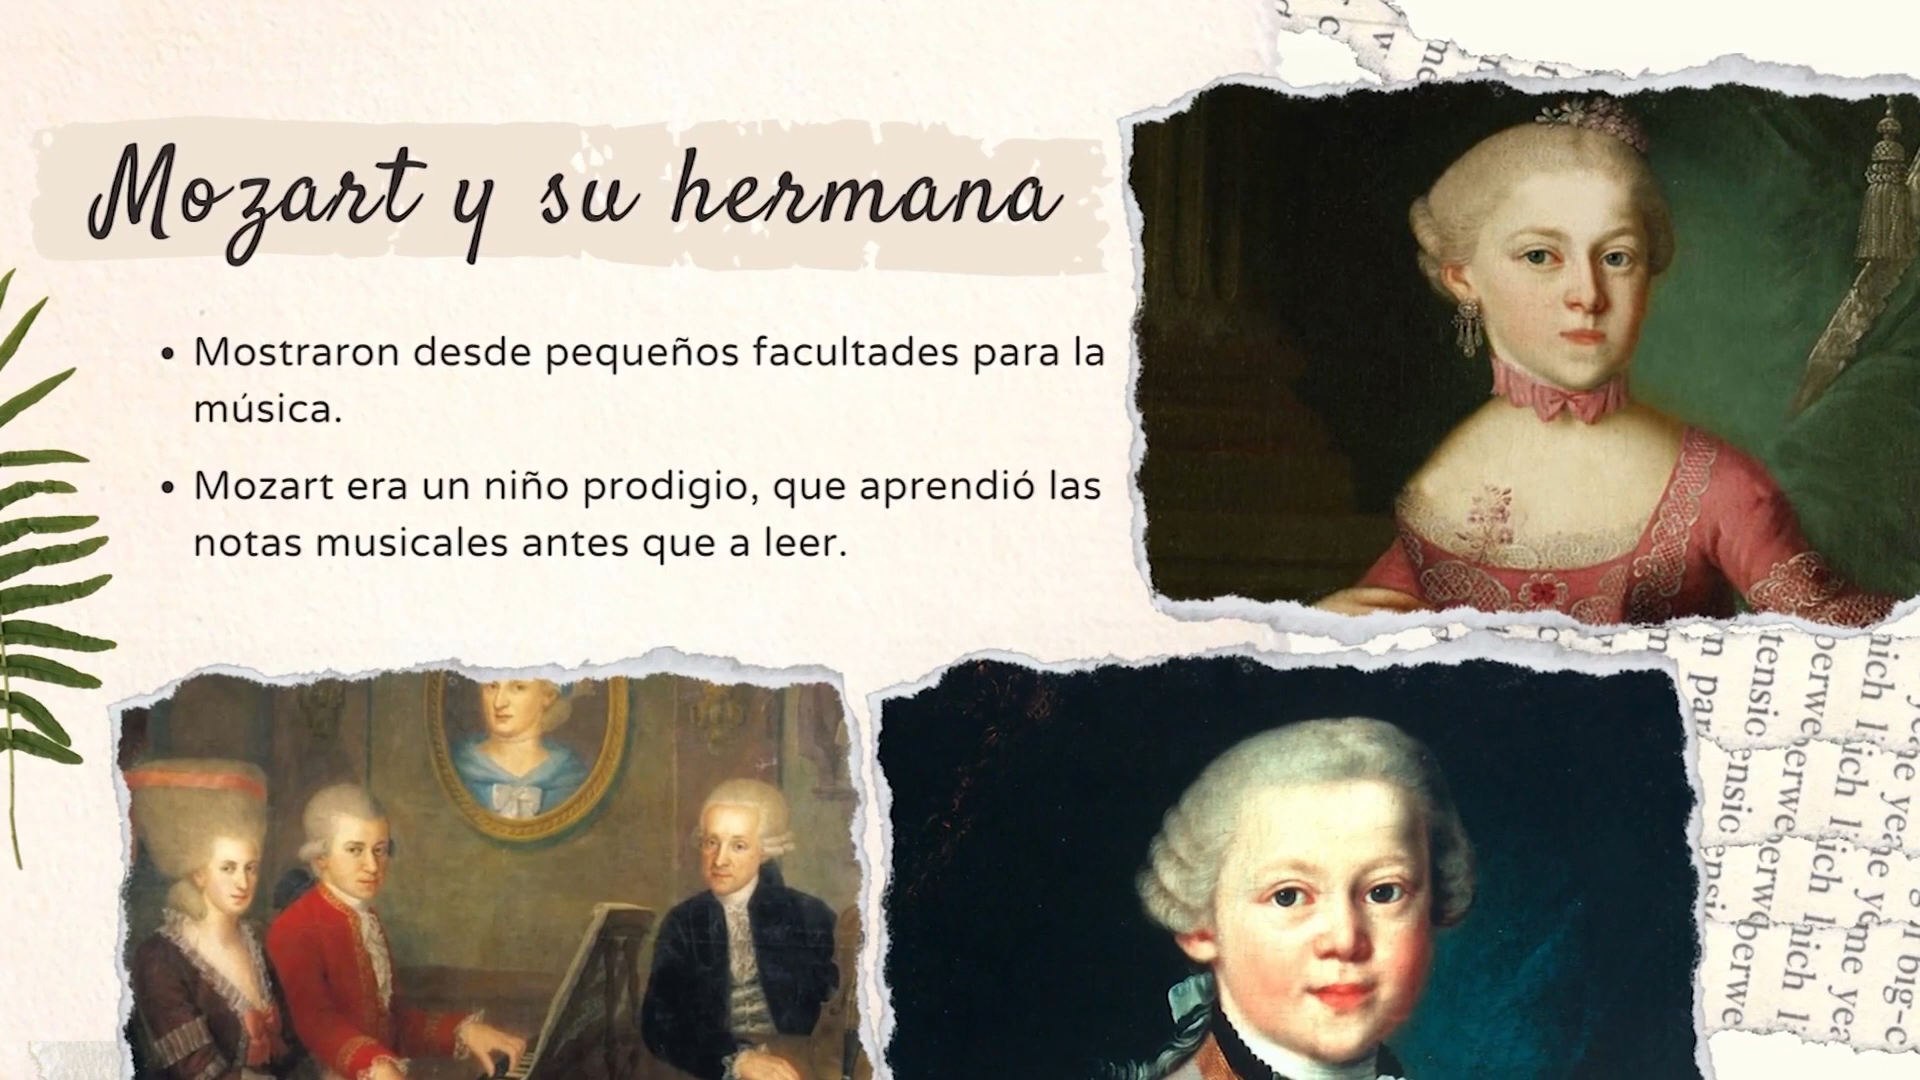 Mozart y su hermana
Mostraron desde pequeños facultades para la
música.
Mozart era un niño prodigio, que aprendió las
notas musicales antes que a leer.